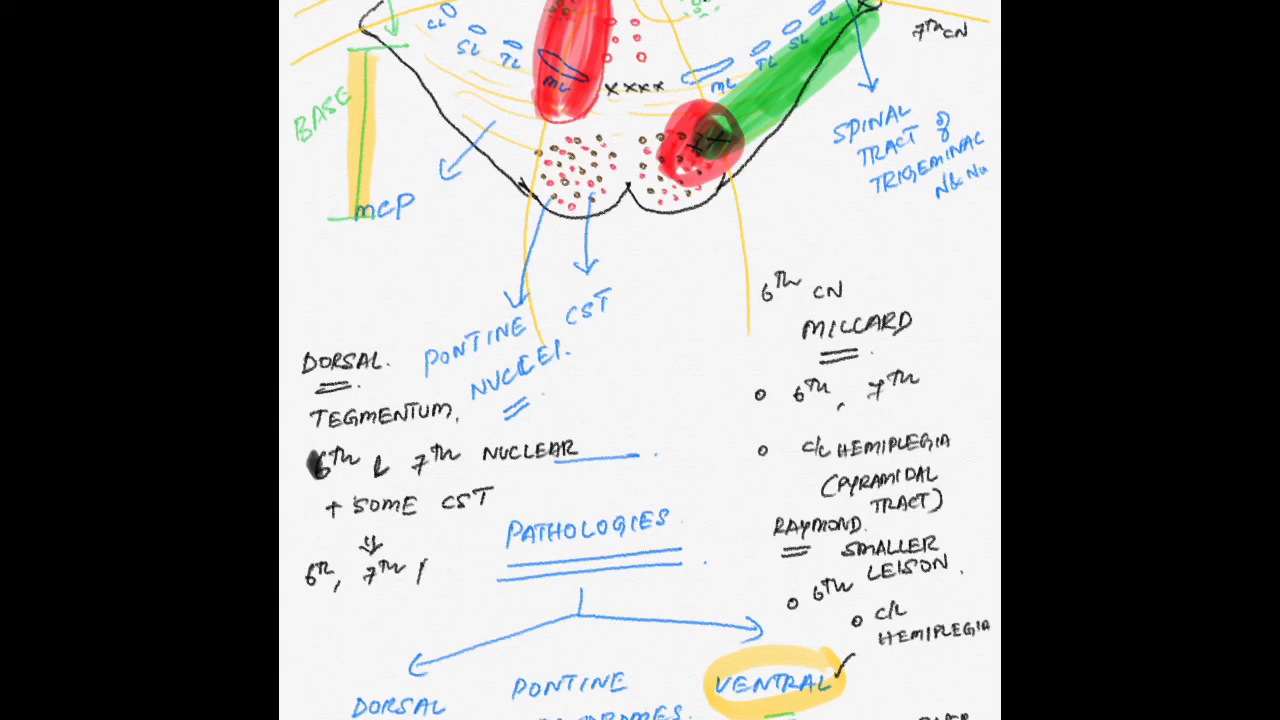 LL
SL
TL
ML
XXXX
ML
TL
SL
LL
7TH CN
BASE
MCP
SPINAL
TRACT of
TRIGEMINAL
N& Nu
PONTINE
NUCLEI.
CST
6TH CN
MILLARD
6TH, 7TH
C/L HEMIPLEGIA
(PYRAMIDAL
TRACT)
RAYMOND.
SMALLER
LEISON.
6TH
C/L
HEMIPLEGIA
DORSAL.
TEGMENTUM,
6TH & 7TH NUCLEAR
+ SOME CST
6TH, 7TH
PATHOLOGIES.
DORSAL
PONTINE
VENTRAL